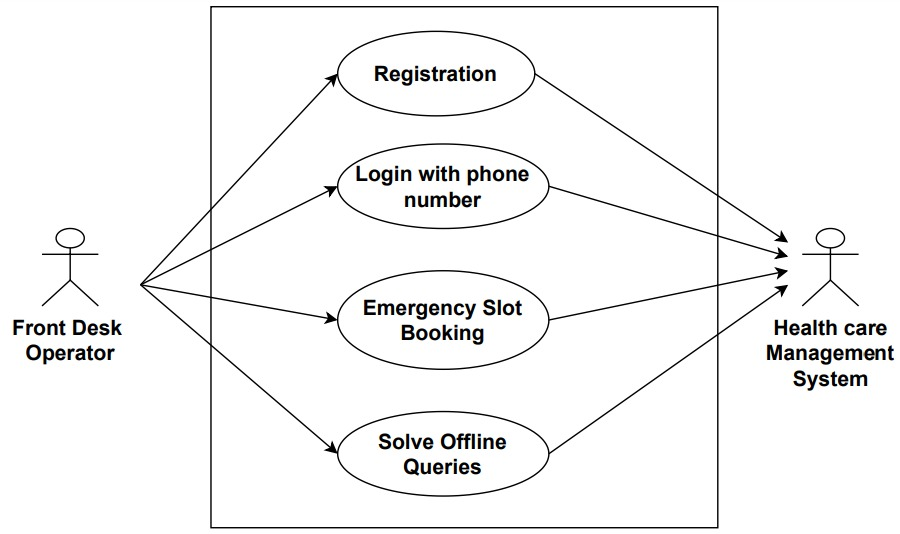 Registration
Login with phone
number
Emergency Slot
Booking
Solve Offline
Queries
Front Desk
Operator
Health care
Management
System